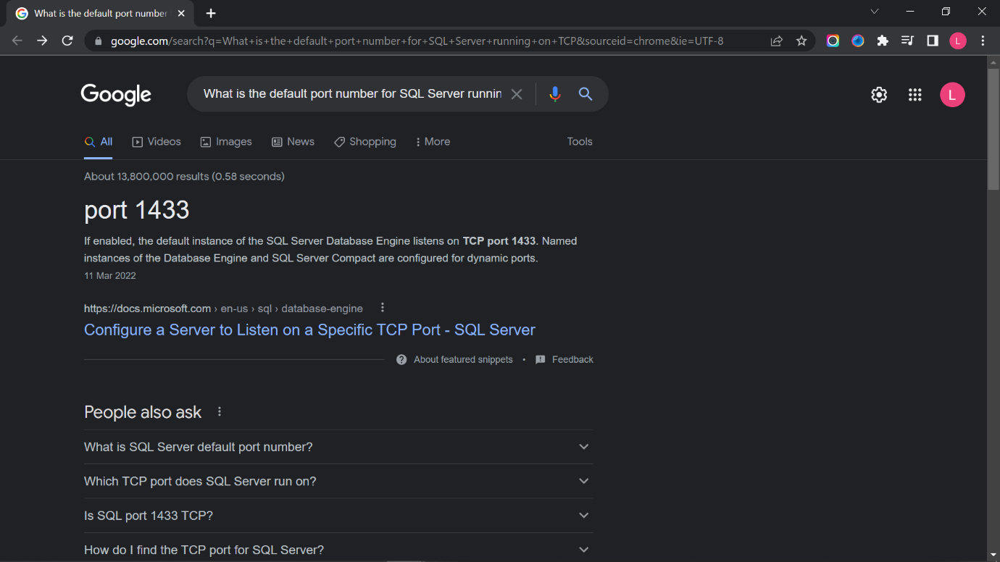 What is the default port number
google.com/search?q=What+is+the+default+port+number+for+SQL+Server+running+on+TCP&sourceid=chrome&ie=UTF-8
L
Google
What is the default port number for SQL Server runnin
L
All
Videos
Images
News
Shopping
More
Tools
About 13,800,000 results (0.58 seconds)
port 1433
If enabled, the default instance of the SQL Server Database Engine listens on TCP port 1433. Named
instances of the Database Engine and SQL Server Compact are configured for dynamic ports.
11 Mar 2022
https://docs.microsoft.com › en-us › sql › database-engine
Configure a Server to Listen on a Specific TCP Port - SQL Server
About featured snippets • Feedback
People also ask
What is SQL Server default port number?
Which TCP port does SQL Server run on?
Is SQL port 1433 TCP?
How do I find the TCP port for SQL Server?